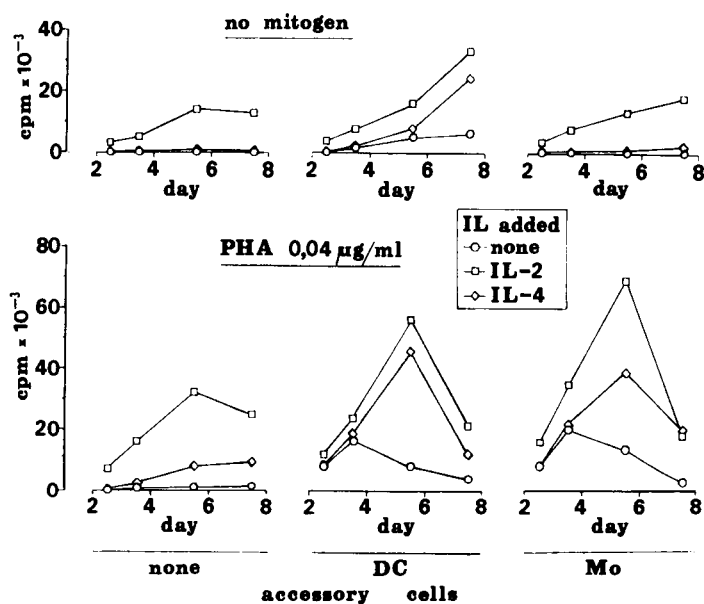 no mitogen
cpm × 10⁻³
40
20
0
2 4 6 8
2 4 6 8
2 4 6 8
day
day
day
PHA 0,04 µg/ml
IL added
none
IL-2
IL-4
cpm × 10⁻³
80
60
40
20
0
2 4 6 8
2 4 6 8
2 4 6 8
day
day
day
none
DC
Mo
accessory cells